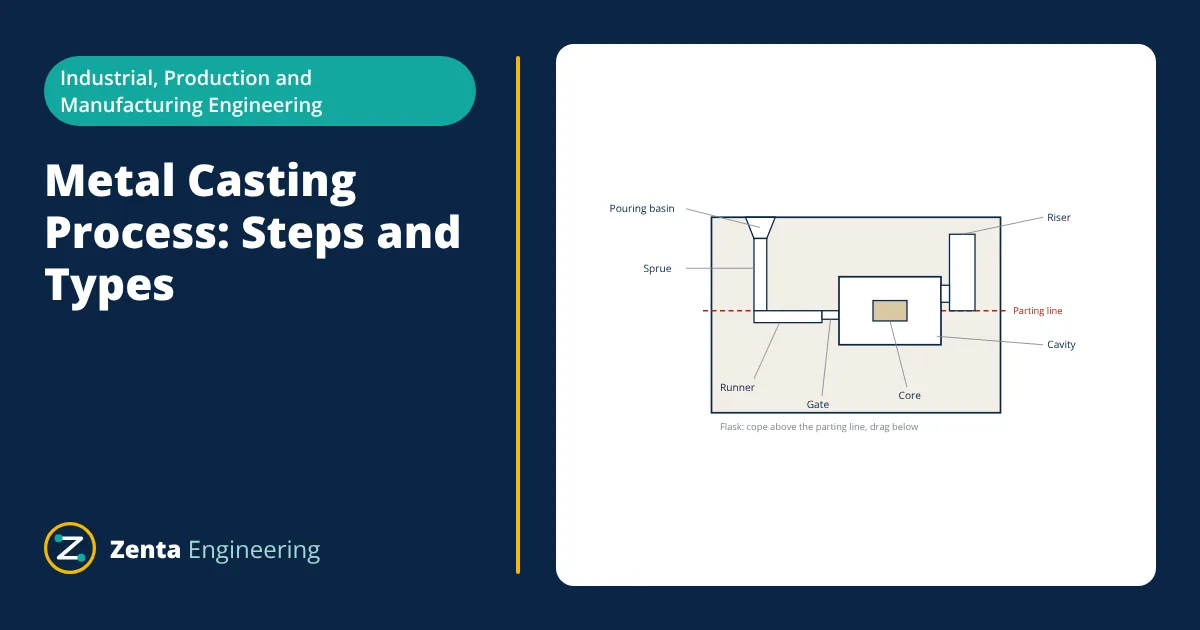 Industrial, Production and
Manufacturing Engineering
Metal Casting
Process: Steps and
Types
Zenta Engineering
Pouring basin
Riser
Sprue
Parting line
Cavity
Runner
Core
Gate
Flask: cope above the parting line, drag below